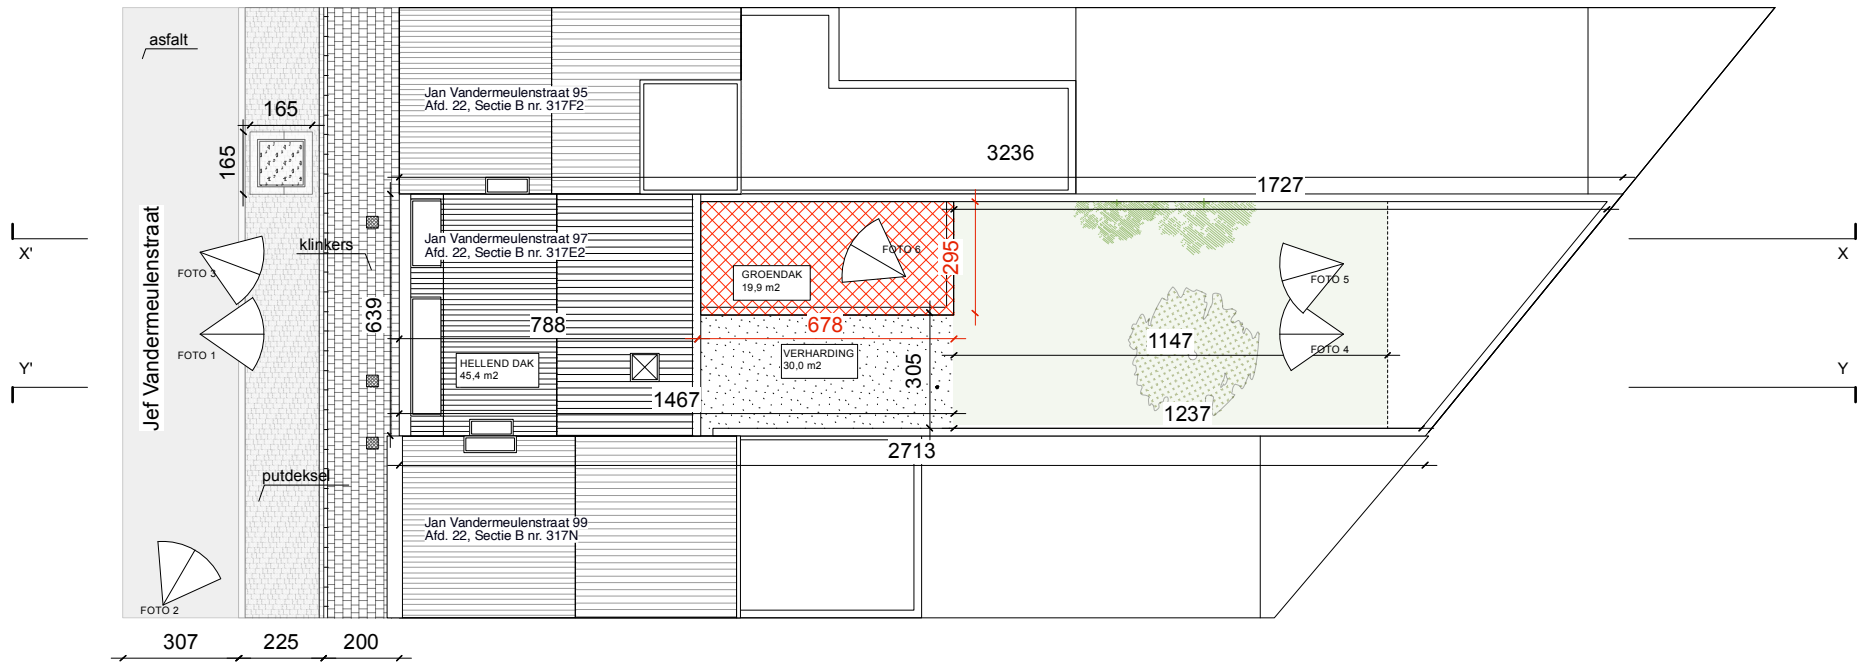 asfalt
Jan Vandermeulenstraat 95
Afd. 22, Sectie B nr. 317F2
165
165
3236
1727
Jef Vandermeulenstraat
X'
X
klinkers
Jan Vandermeulenstraat 97
Afd. 22, Sectie B nr. 317E2
FOTO 3
FOTO 6
295
GROENDAK
19,9 m2
FOTO 5
639
788
678
1147
FOTO 1
FOTO 4
HELLEND DAK
45,4 m2
VERHARDING
30,0 m2
305
Y'
Y
1467
1237
2713
putdeksel
Jan Vandermeulenstraat 99
Afd. 22, Sectie B nr. 317N
FOTO 2
307
225
200